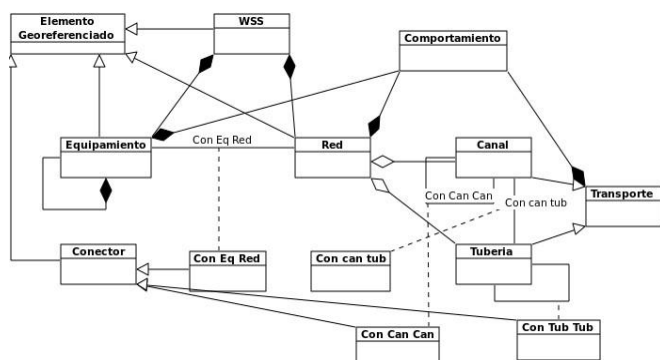 Elemento
Georeferenciado
WSS
Comportamiento
Equipamiento
Con Eq Red
Red
Canal
Transporte
Con Can Can
Con can tub
Conector
Con Eq Red
Con can tub
Tuberia
Con Can Can
Con Tub Tub